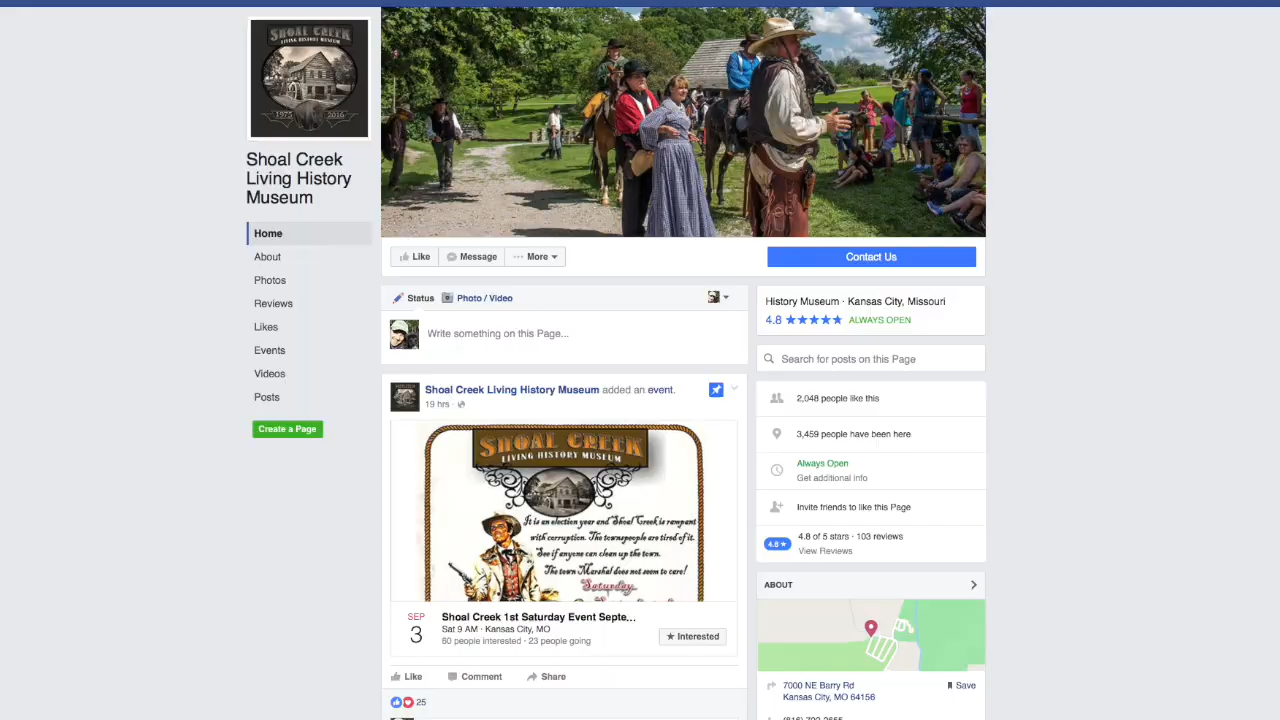 SHOAL CREEK
LIVING HISTORY MUSEUM
1975 2016
Shoal Creek
Living History
Museum
Home
About
Photos
Reviews
Likes
Events
Videos
Posts
Create a Page
Like
Message
More
Contact Us
Status
Photo / Video
Write something on this Page...
Shoal Creek Living History Museum added an event.
19 hrs ·
SHOAL CREEK
LIVING HISTORY MUSEUM
It is an election year and Shoal Creek is rampant
with corruption. The townspeople are tired of it.
See if anyone can clean up the town.
The town Marshal does not seem to care!
Saturday
SEP
3
Shoal Creek 1st Saturday Event Septe...
Sat 9 AM · Kansas City, MO
60 people interested · 23 people going
★ Interested
Like
Comment
Share
25
History Museum · Kansas City, Missouri
4.8 ★★★★★ ALWAYS OPEN
Search for posts on this Page
2,048 people like this
3,459 people have been here
Always Open
Get additional info
Invite friends to like this Page
4.8 ★
4.8 of 5 stars · 103 reviews
View Reviews
ABOUT
7000 NE Barry Rd
Kansas City, MO 64156
Save